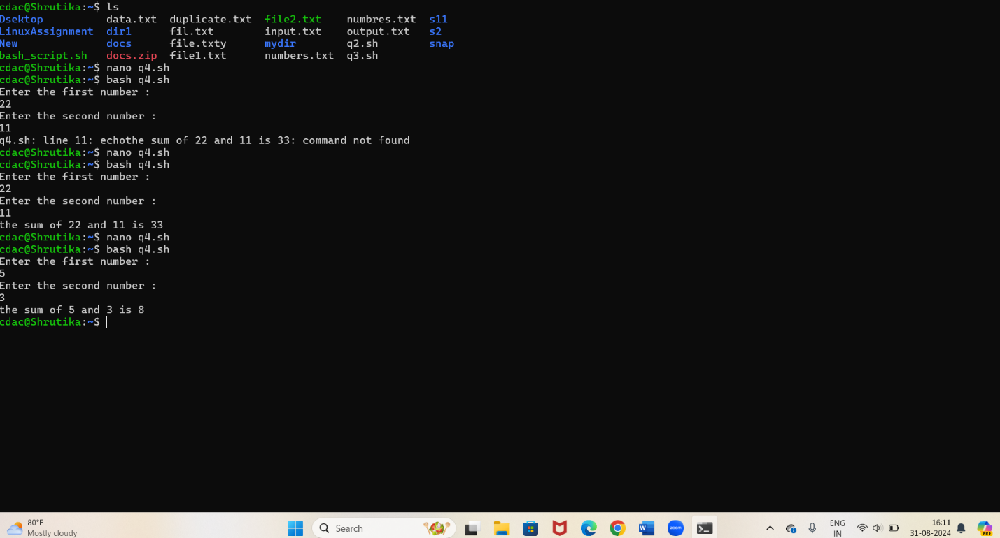 cdac@Shrutika:~$ ls
Dsektop          data.txt  duplicate.txt  file2.txt    numbres.txt  s11
LinuxAssignment  dir1      fil.txt        input.txt    output.txt   s2
New              docs      file.txty      mydir        q2.sh        snap
bash_script.sh   docs.zip  file1.txt      numbers.txt  q3.sh
cdac@Shrutika:~$ nano q4.sh
cdac@Shrutika:~$ bash q4.sh
Enter the first number :
22
Enter the second number :
11
q4.sh: line 11: echothe sum of 22 and 11 is 33: command not found
cdac@Shrutika:~$ nano q4.sh
cdac@Shrutika:~$ bash q4.sh
Enter the first number :
22
Enter the second number :
11
the sum of 22 and 11 is 33
cdac@Shrutika:~$ nano q4.sh
cdac@Shrutika:~$ bash q4.sh
Enter the first number :
5
Enter the second number :
3
the sum of 5 and 3 is 8
cdac@Shrutika:~$
80°F
Mostly cloudy
Search
W
zoom
ENG
IN
16:11
31-08-2024
PRE